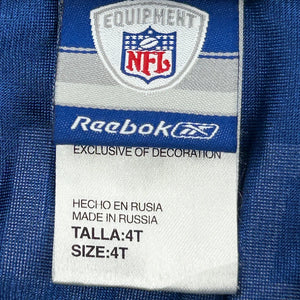 EQUIPMENT
NFL
Reebok
EXCLUSIVE OF DECORATION
HECHO EN RUSIA
MADE IN RUSSIA
TALLA:4T
SIZE:4T